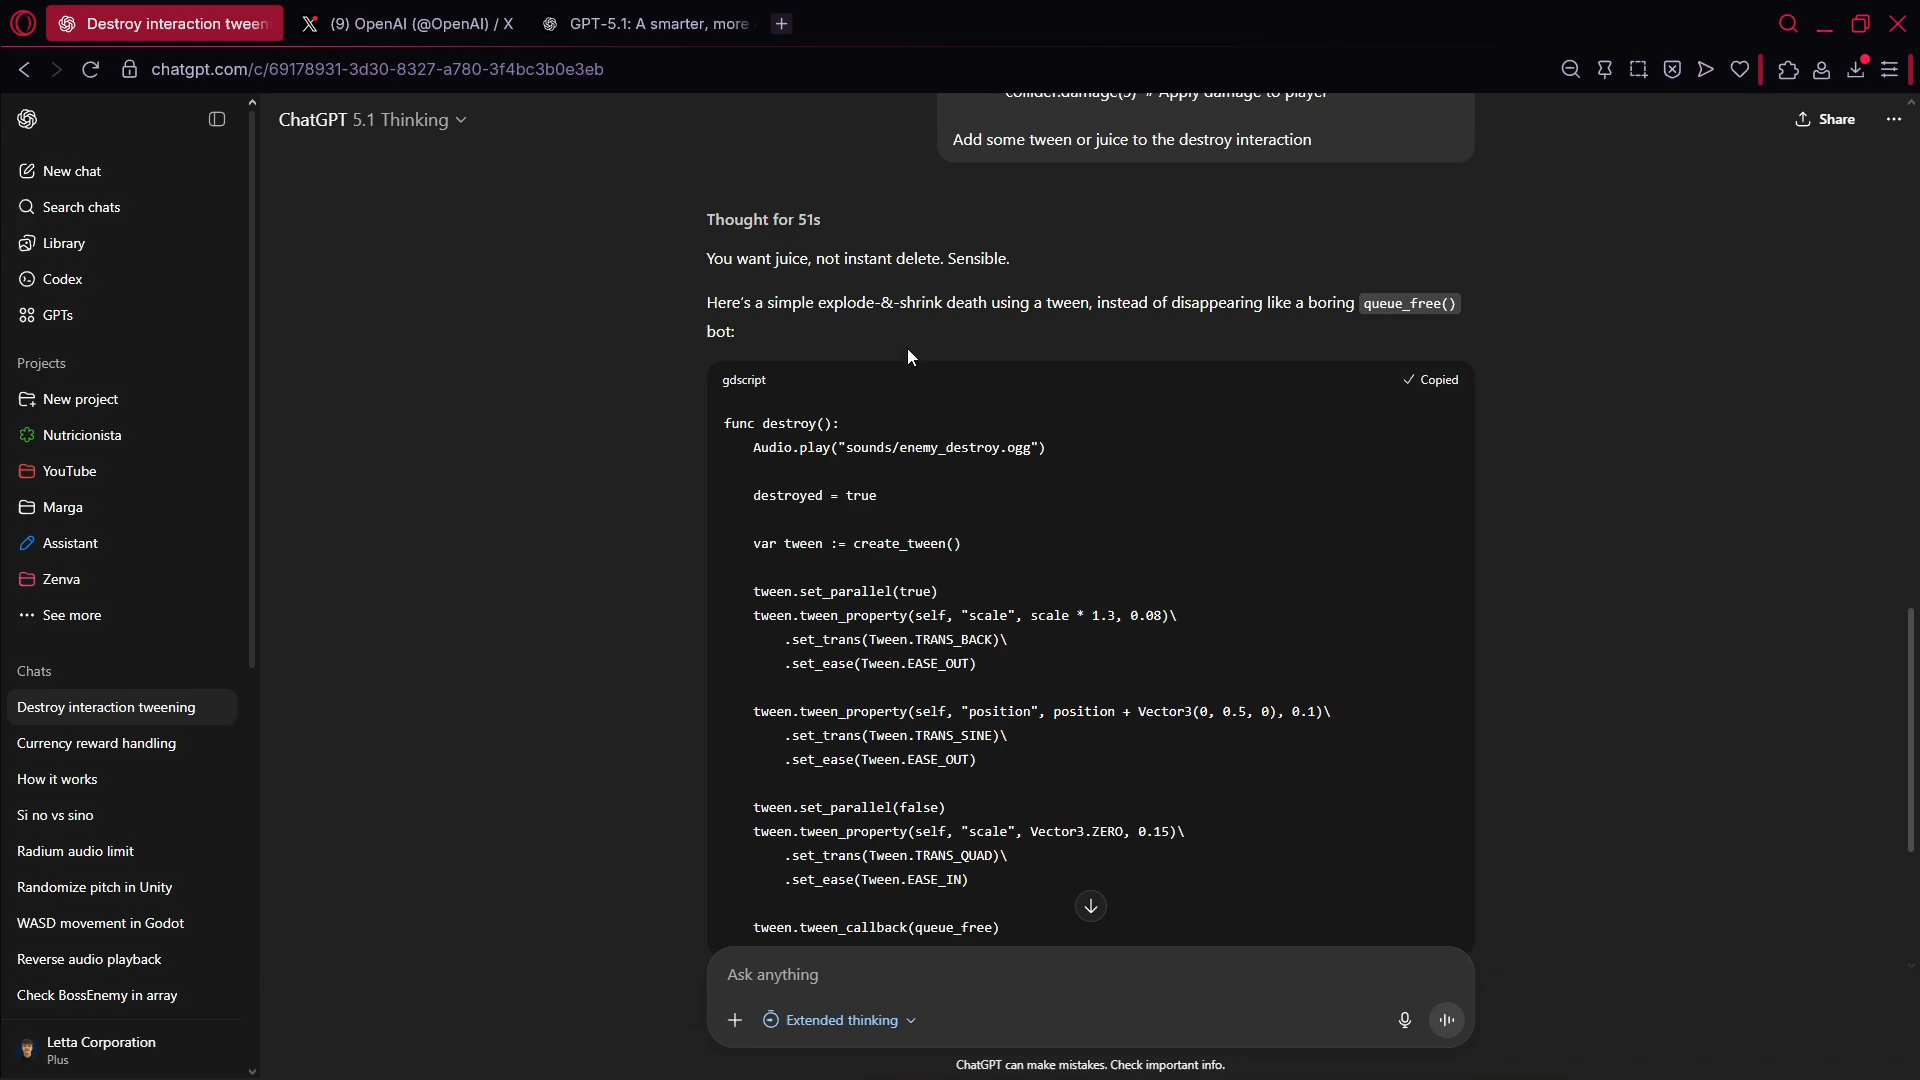 Destroy interaction tween
(9) OpenAI (@OpenAI) / X
GPT-5.1: A smarter, more
chatgpt.com/c/69178931-3d30-8327-a780-3f4bc3b0e3eb
ChatGPT 5.1 Thinking
Share
New chat
Search chats
Library
Codex
GPTs
Projects
New project
Nutricionista
YouTube
Marga
Assistant
Zenva
See more
Chats
Destroy interaction tweening
Currency reward handling
How it works
Si no vs sino
Radium audio limit
Randomize pitch in Unity
WASD movement in Godot
Reverse audio playback
Check BossEnemy in array
Letta Corporation
Plus
collider.damage(5) # Apply damage to player
Add some tween or juice to the destroy interaction
Thought for 51s
You want juice, not instant delete. Sensible.
Here's a simple explode-&-shrink death using a tween, instead of disappearing like a boring queue_free()
bot:
gdscript
Copied
func destroy():
    Audio.play("sounds/enemy_destroy.ogg")
    destroyed = true
    var tween := create_tween()
    tween.set_parallel(true)
    tween.tween_property(self, "scale", scale * 1.3, 0.08)\
        .set_trans(Tween.TRANS_BACK)\
        .set_ease(Tween.EASE_OUT)
    tween.tween_property(self, "position", position + Vector3(0, 0.5, 0), 0.1)\
        .set_trans(Tween.TRANS_SINE)\
        .set_ease(Tween.EASE_OUT)
    tween.set_parallel(false)
    tween.tween_property(self, "scale", Vector3.ZERO, 0.15)\
        .set_trans(Tween.TRANS_QUAD)\
        .set_ease(Tween.EASE_IN)
    tween.tween_callback(queue_free)
Ask anything
Extended thinking
ChatGPT can make mistakes. Check important info.